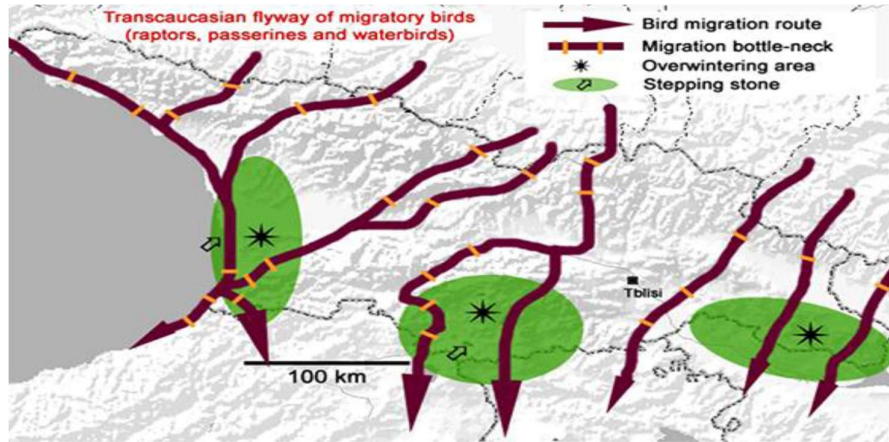 Transcaucasian flyway of migratory birds
(raptors, passerines and waterbirds)
Bird migration route
Migration bottle-neck
Overwintering area
Stepping stone
Tbilisi
100 km